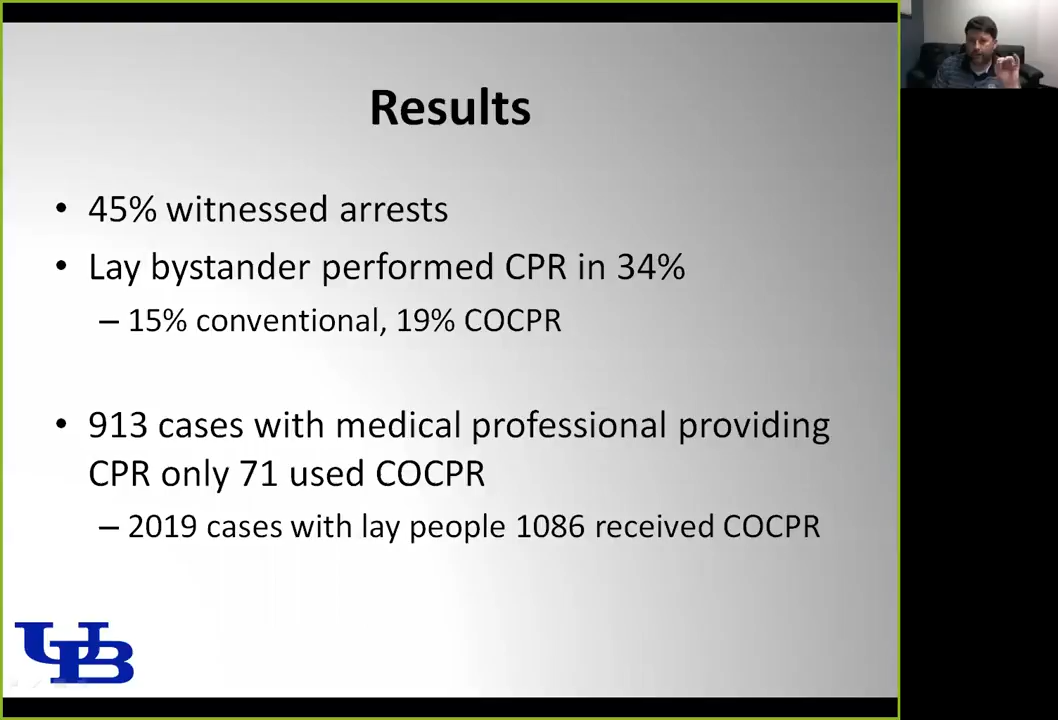 Results
• 45% witnessed arrests
• Lay bystander performed CPR in 34%
– 15% conventional, 19% COCPR
• 913 cases with medical professional providing
CPR only 71 used COCPR
– 2019 cases with lay people 1086 received COCPR
UB